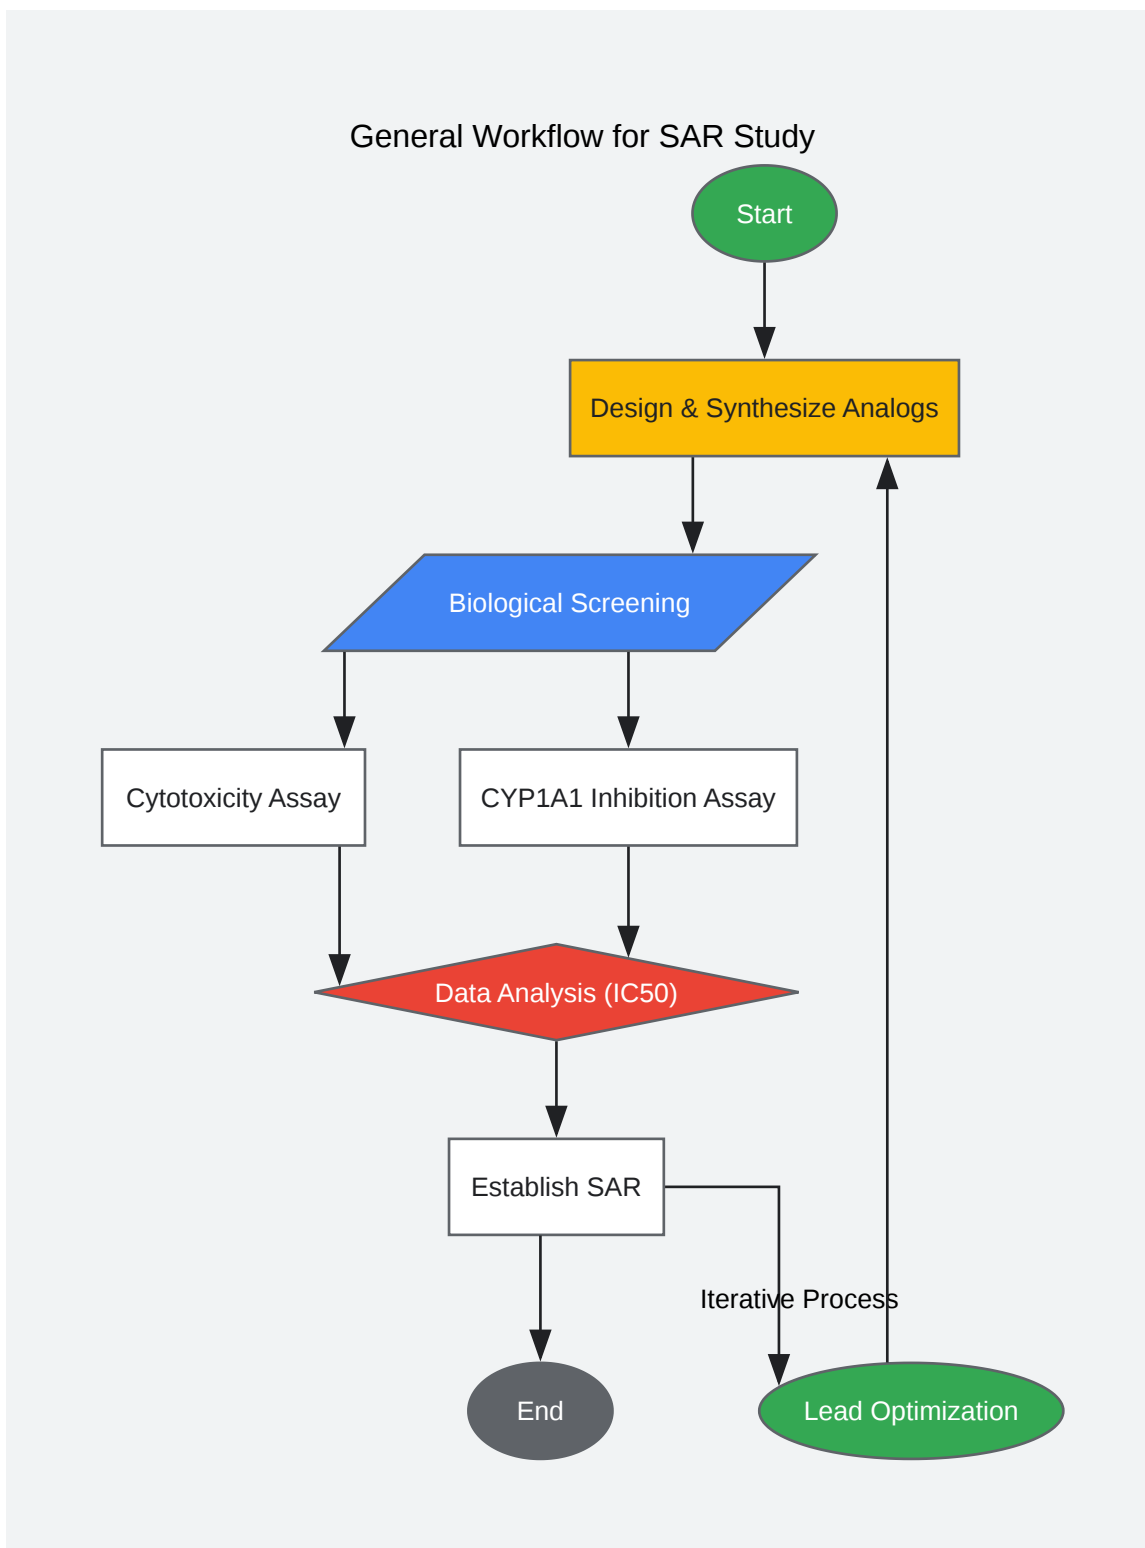 General Workflow for SAR Study
Start
Design & Synthesize Analogs
Biological Screening
Cytotoxicity Assay
CYP1A1 Inhibition Assay
Data Analysis (IC50)
Establish SAR
Iterative Process
End
Lead Optimization